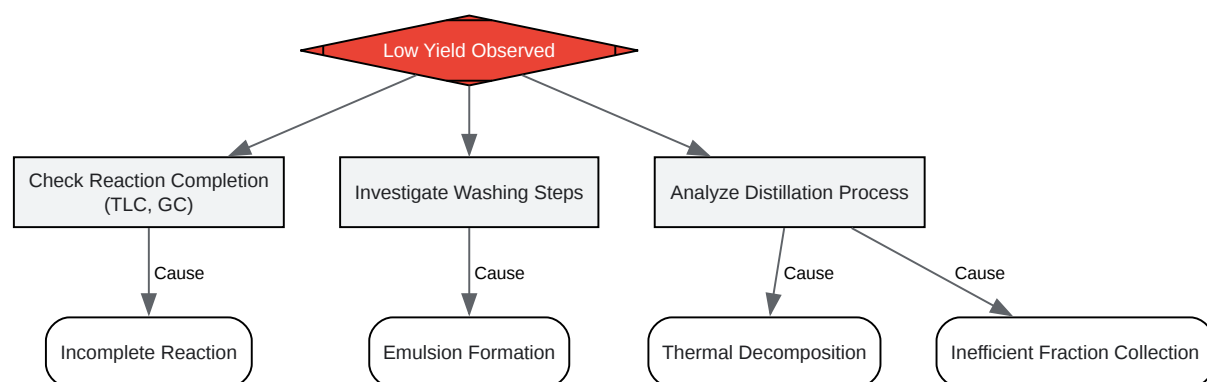 Low Yield Observed
Check Reaction Completion
(TLC, GC)
Investigate Washing Steps
Analyze Distillation Process
Cause
Cause
Cause
Cause
Incomplete Reaction
Emulsion Formation
Thermal Decomposition
Inefficient Fraction Collection